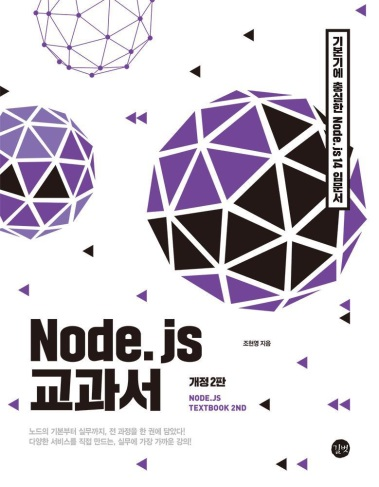 기본기에 충실한 Node.js 14 입문서
Node.js
교과서
조현영 지음
개정 2판
NODE.JS
TEXTBOOK 2ND
노드의 기본부터 실무까지, 전 과정을 한 권에 담았다!
다양한 서비스를 직접 만드는, 실무에 가장 가까운 강의!
길벗